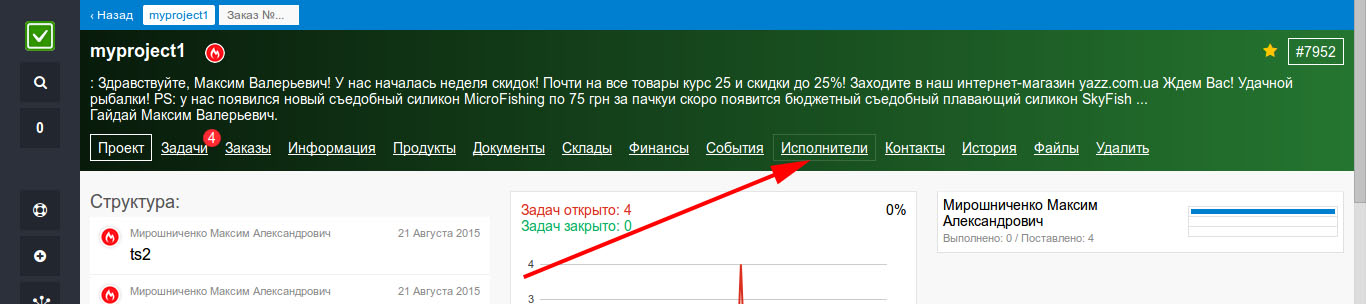 ‹ Назад myproject1 Заказ №...
myproject1 #7952
: Здравствуйте, Максим Валерьевич! У нас началась неделя скидок! Почти на все товары курс 25 и скидки до 25%! Заходите в наш интернет-магазин yazz.com.ua Ждем Вас! Удачной
рыбалки! PS: у нас появился новый съедобный силикон MicroFishing по 75 грн за пачкуи скоро появится бюджетный съедобный плавающий силикон SkyFish ...
Гайдай Максим Валерьевич.
0
Проект Задачи 4 Заказы Информация Продукты Документы Склады Финансы События Исполнители Контакты История Файлы Удалить
Структура:
Мирошниченко Максим Александрович 21 Августа 2015
ts2
Мирошниченко Максим Александрович 21 Августа 2015
Задач открыто: 4 0%
Задач закрыто: 0
4
3
Мирошниченко Максим
Александрович
Выполнено: 0 / Поставлено: 4